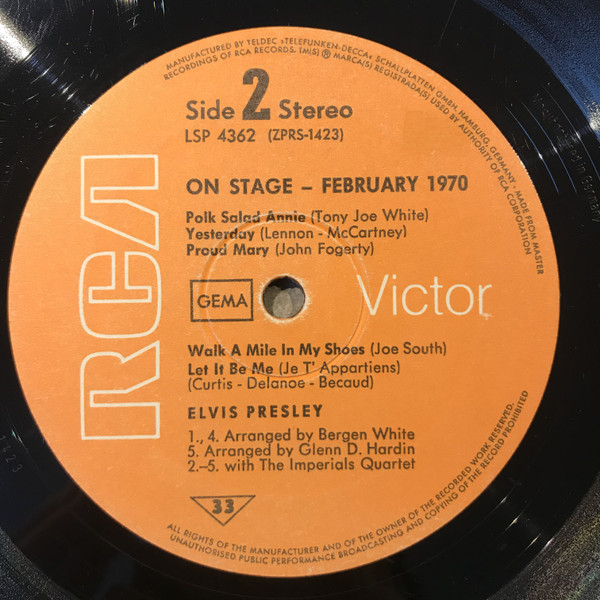 MANUFACTURED BY TELDEC »TELEFUNKEN-DECCA« SCHALLPLATTEN GMBH, HAMBURG, GERMANY - MADE FROM MASTER
RECORDINGS OF RCA RECORDS. TM(S) ® MARCA(S) REGISTRADA(S) USED BY AUTHORITY OF RCA CORPORATION
Side 2 Stereo
LSP 4362 (ZPRS-1423)
ON STAGE – FEBRUARY 1970
Polk Salad Annie (Tony Joe White)
Yesterday (Lennon - McCartney)
Proud Mary (John Fogerty)
RCA
GEMA
Victor
Walk A Mile In My Shoes (Joe South)
Let It Be Me (Je T' Appartiens)
(Curtis - Delanoe - Becaud)
ELVIS PRESLEY
1., 4. Arranged by Bergen White
5. Arranged by Glenn D. Hardin
2.–5. with The Imperials Quartet
33
ALL RIGHTS OF THE MANUFACTURER AND OF THE OWNER OF THE RECORDED WORK RESERVED.
UNAUTHORISED PUBLIC PERFORMANCE BROADCASTING AND COPYING OF THE RECORD PROHIBITED